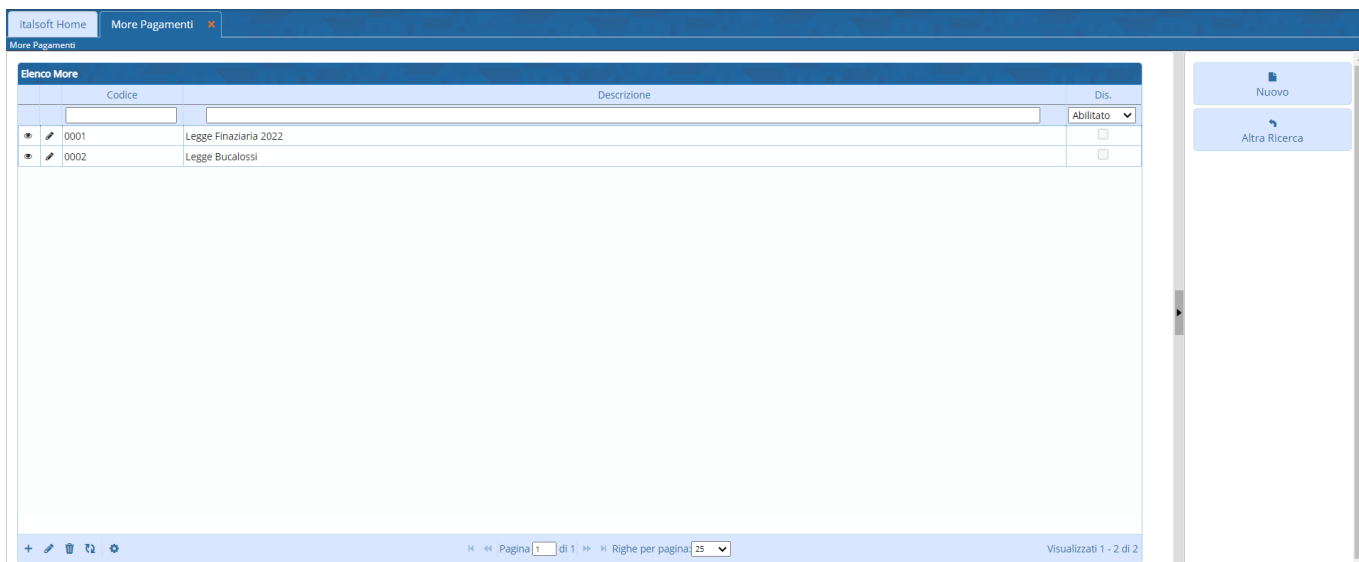 italsoft Home More Pagamenti ×
More Pagamenti
Elenco More
Codice Descrizione Dis.
Abilitato
0001 Legge Finaziaria 2022
0002 Legge Bucalossi
Pagina 1 di 1 Righe per pagina: 25
Visualizzati 1 - 2 di 2
Nuovo
Altra Ricerca